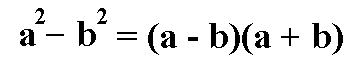 a² − b² = (a - b)(a + b)